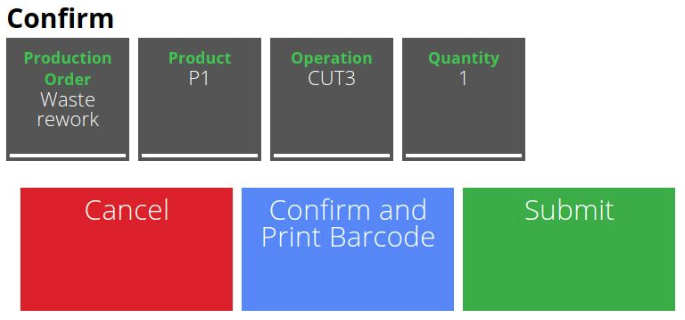 Confirm
Production
Order
Waste
rework
Product
P1
Operation
CUT3
Quantity
1
Cancel
Confirm and
Print Barcode
Submit